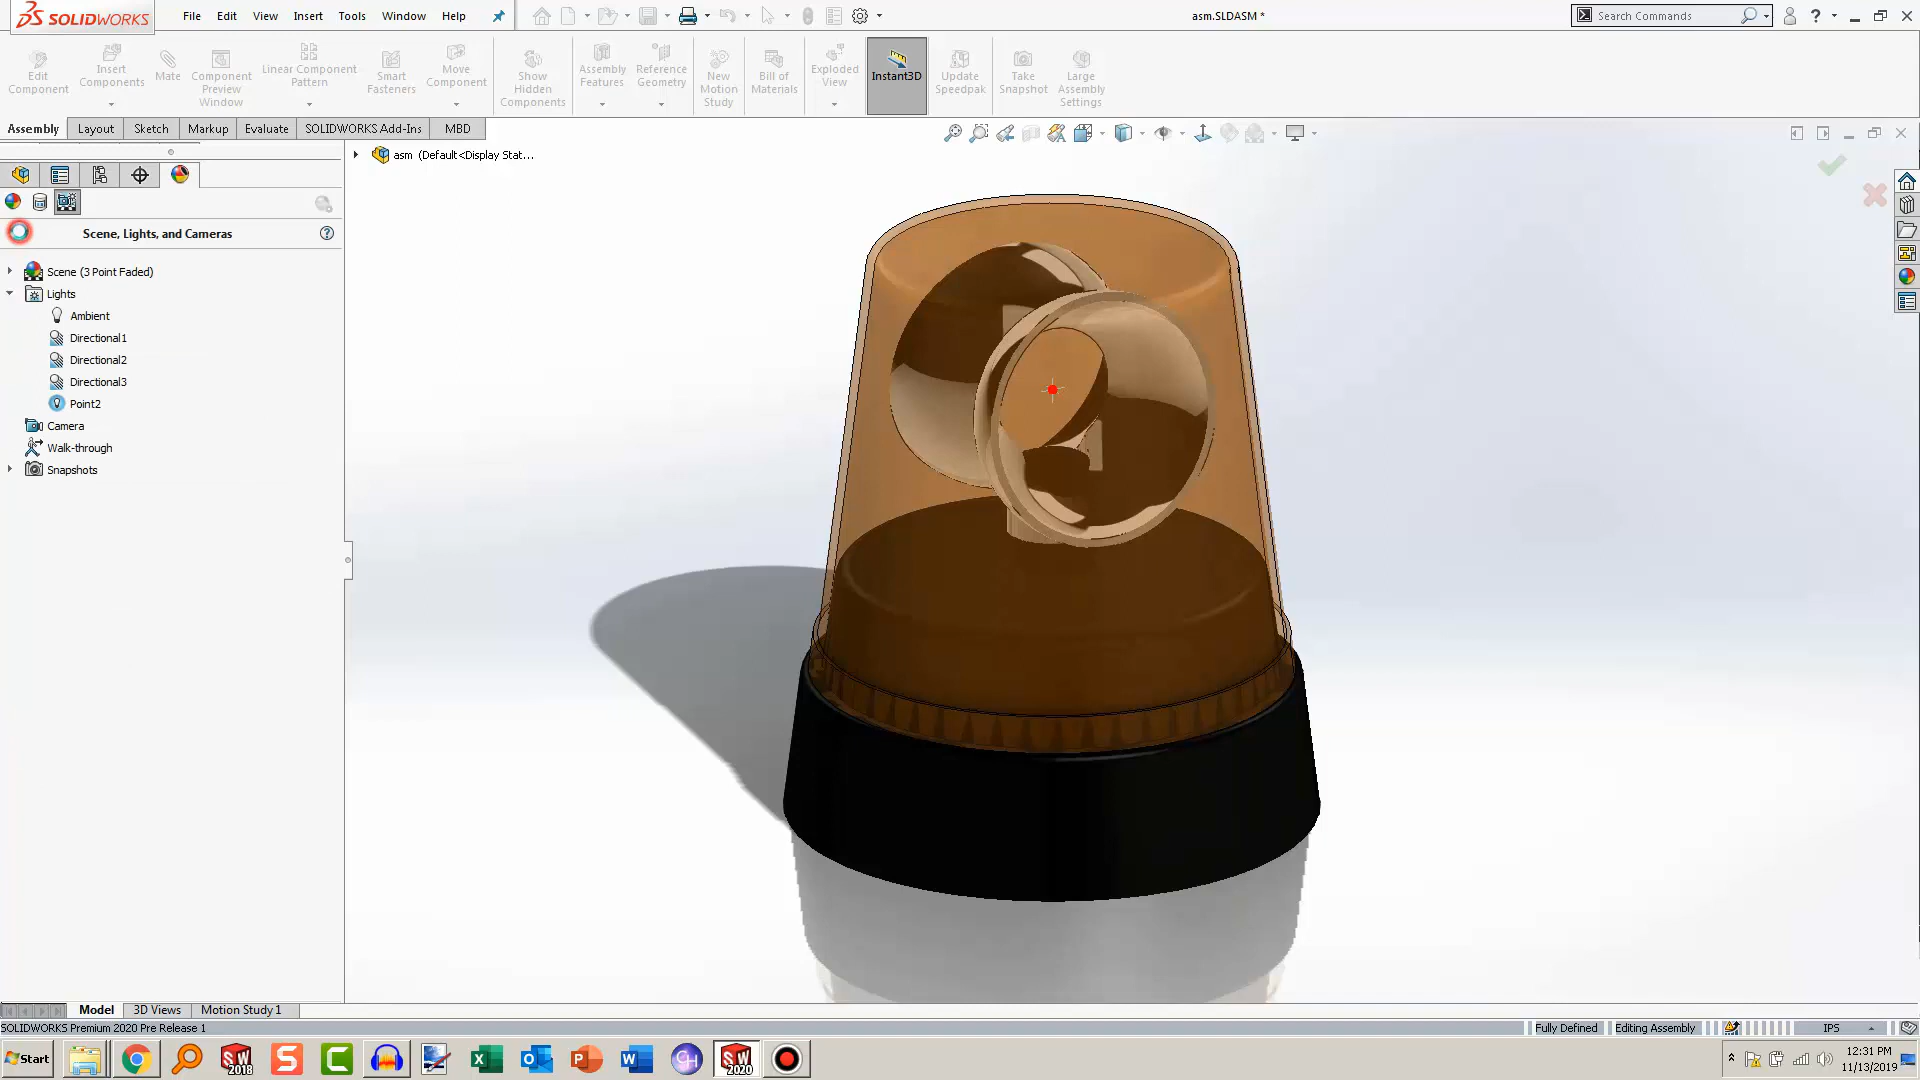 SOLIDWORKS File Edit View Insert Tools Window Help asm.SLDASM * Search Commands ?
Edit Component
Insert Components
Mate
Component Preview Window
Linear Component Pattern
Smart Fasteners
Move Component
Show Hidden Components
Assembly Features
Reference Geometry
New Motion Study
Bill of Materials
Exploded View
Instant3D
Update Speedpak
Take Snapshot
Large Assembly Settings
Assembly Layout Sketch Markup Evaluate SOLIDWORKS Add-Ins MBD
asm (Default<Display Stat...
Scene, Lights, and Cameras ?
Scene (3 Point Faded)
Lights
Ambient
Directional1
Directional2
Directional3
Point2
Camera
Walk-through
Snapshots
Model 3D Views Motion Study 1
SOLIDWORKS Premium 2020 Pre Release 1 Fully Defined Editing Assembly IPS
Start SW 2018 S C X O P W CH SW 2020 12:31 PM
11/13/2019